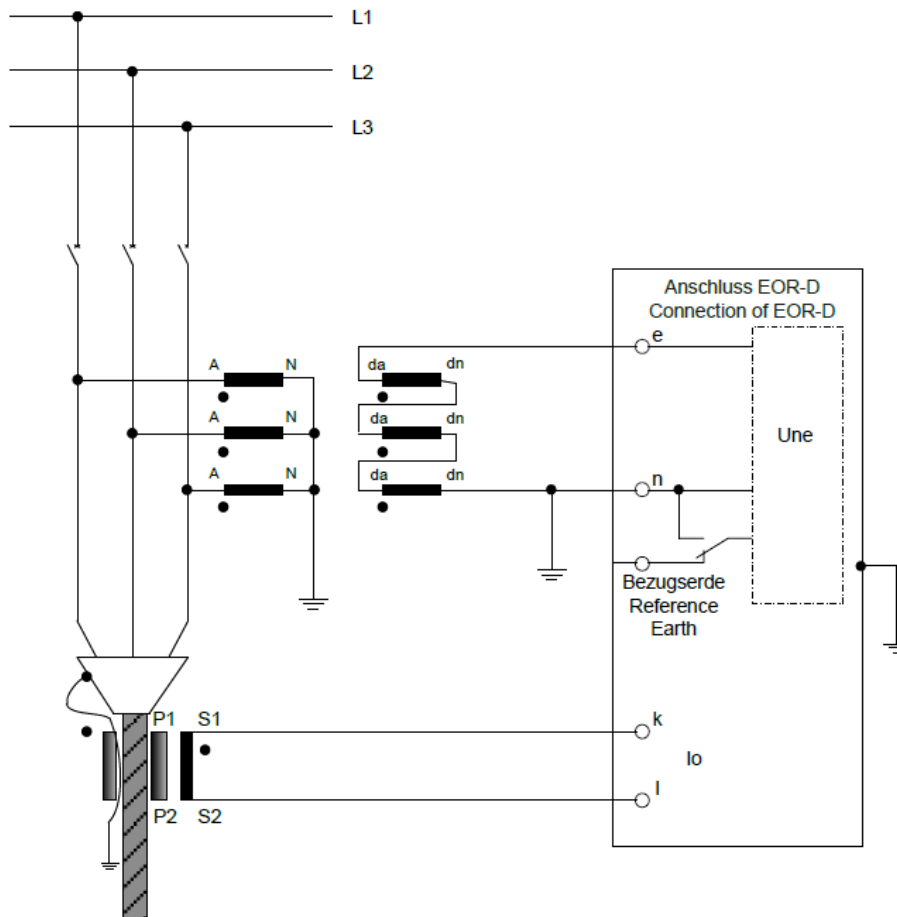 L1
L2
L3
Anschluss EOR-D
Connection of EOR-D
e
A N da dn
A N da dn
Une
A N da dn
n
Bezugserde
Reference
Earth
P1 S1
k
Io
l
P2 S2